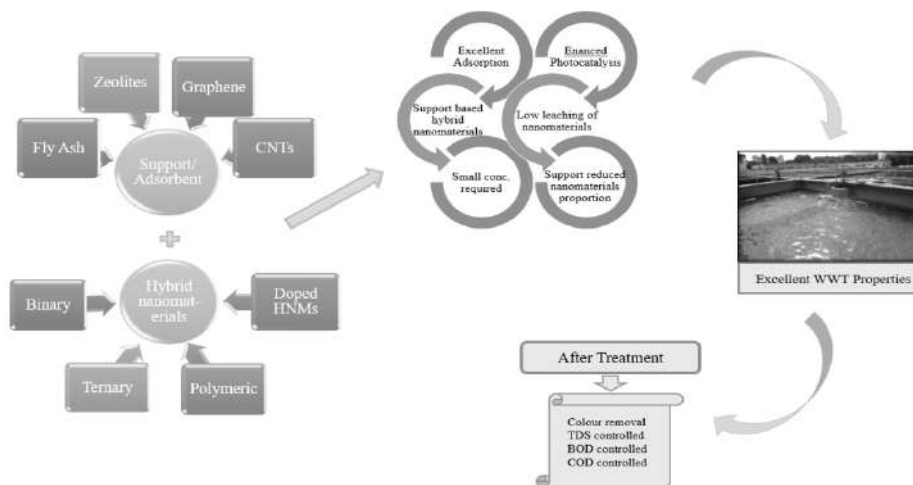 Zeolites
Graphene
Fly Ash
CNTs
Support/
Adsorbent
Binary
Hybrid
nanomat-
erials
Doped
HNMs
Ternary
Polymeric
Excellent
Adsorption
Enanced
Photocatalysis
Support based
hybrid
nanomaterials
Low leaching of
nanomaterials
Small conc.
required
Support reduced
nanomaterials
proportion
Excellent WWT Properties
After Treatment
Colour removal
TDS controlled
BOD controlled
COD controlled